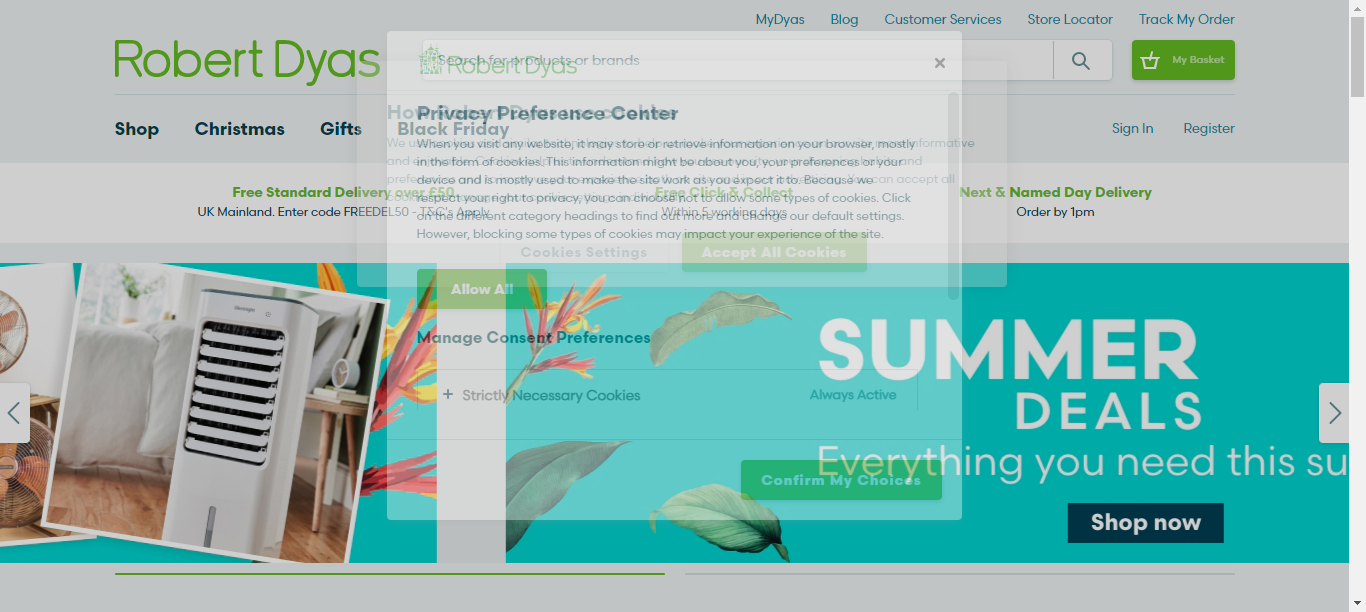 MyDyas Blog Customer Services Store Locator Track My Order
Robert Dyas
Search for products or brands
My Basket
Shop Christmas Gifts Black Friday
Sign In Register
Free Standard Delivery over £50
UK Mainland. Enter code FREEDEL50 - T&C's Apply.
Free Click & Collect
Within 5 working days
Next & Named Day Delivery
Order by 1pm
Robert Dyas
How Robert Dyas use cookies
Cookies Settings
Accept All Cookies
Privacy Preference Center
When you visit any website, it may store or retrieve information on your browser, mostly
in the form of cookies. This information might be about you, your preferences or your
device and is mostly used to make the site work as you expect it to. Because we
respect your right to privacy, you can choose not to allow some types of cookies. Click
on the different category headings to find out more and change our default settings.
However, blocking some types of cookies may impact your experience of the site.
Allow All
Manage Consent Preferences
+ Strictly Necessary Cookies
Always Active
Confirm My Choices
SUMMER
DEALS
Everything you need this su
Shop now